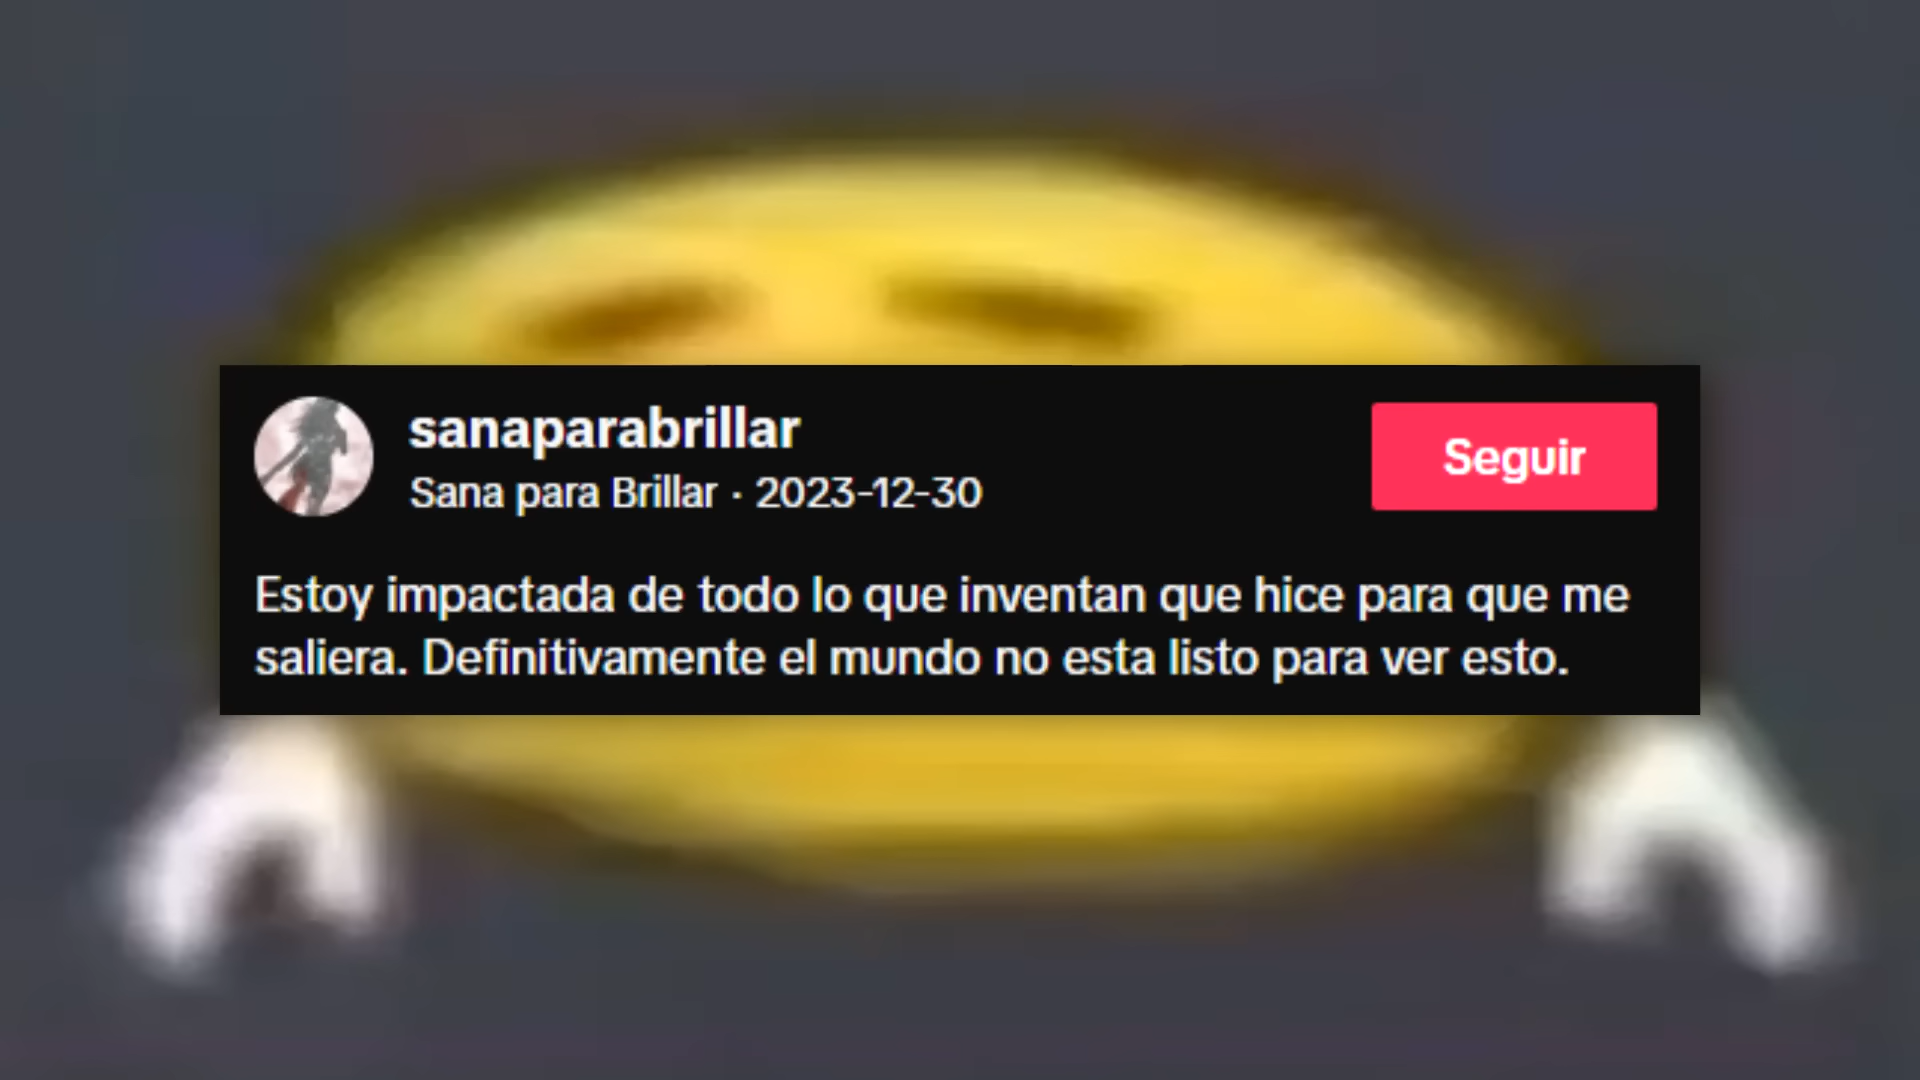 sanaparabrillar
Sana para Brillar · 2023-12-30
Seguir
Estoy impactada de todo lo que inventan que hice para que me
saliera. Definitivamente el mundo no esta listo para ver esto.